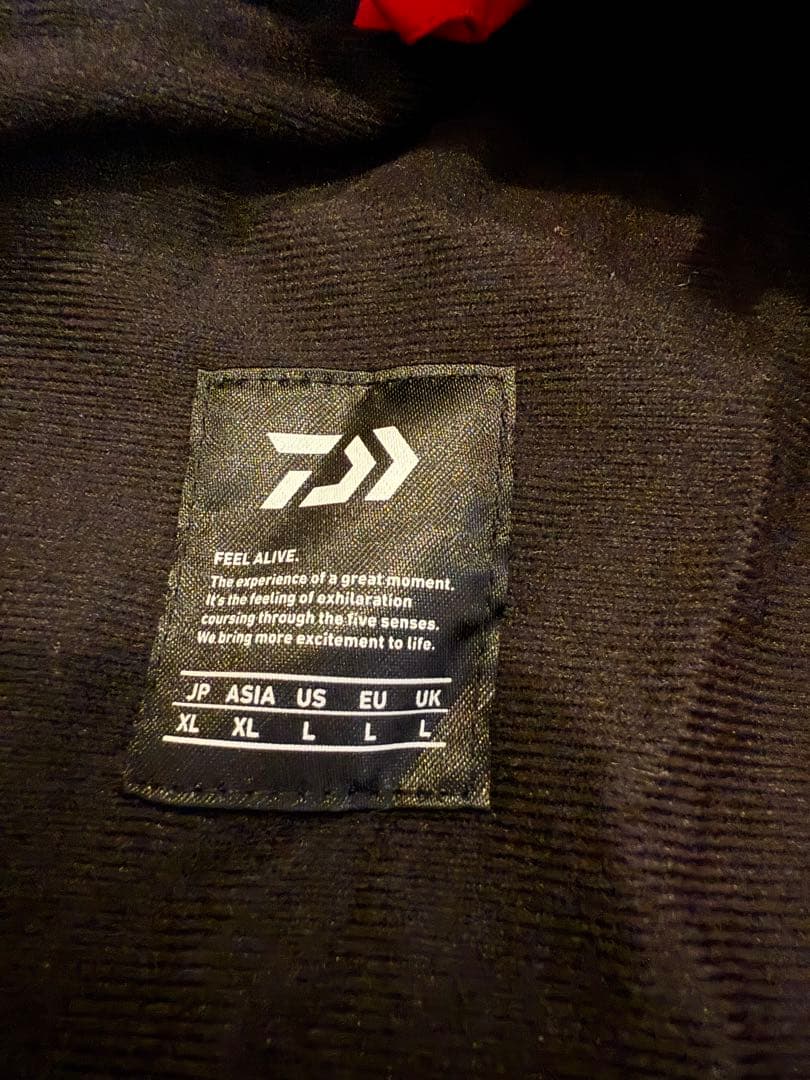 FEEL ALIVE.
The experience of a great moment.
It's the feeling of exhilaration
coursing through the five senses.
We bring more excitement to life.
JP ASIA US EU UK
XL XL L L L